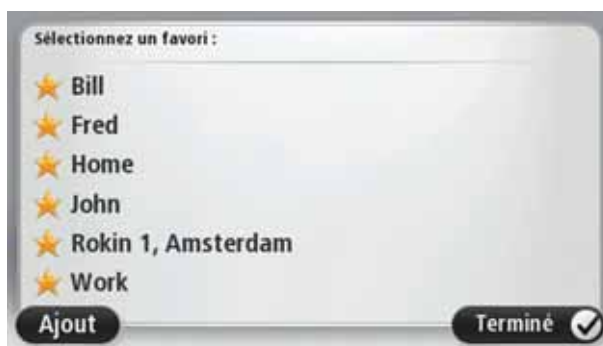 Sélectionnez un favori :
Bill
Fred
Home
John
Rokin 1, Amsterdam
Work
Ajout
Terminé